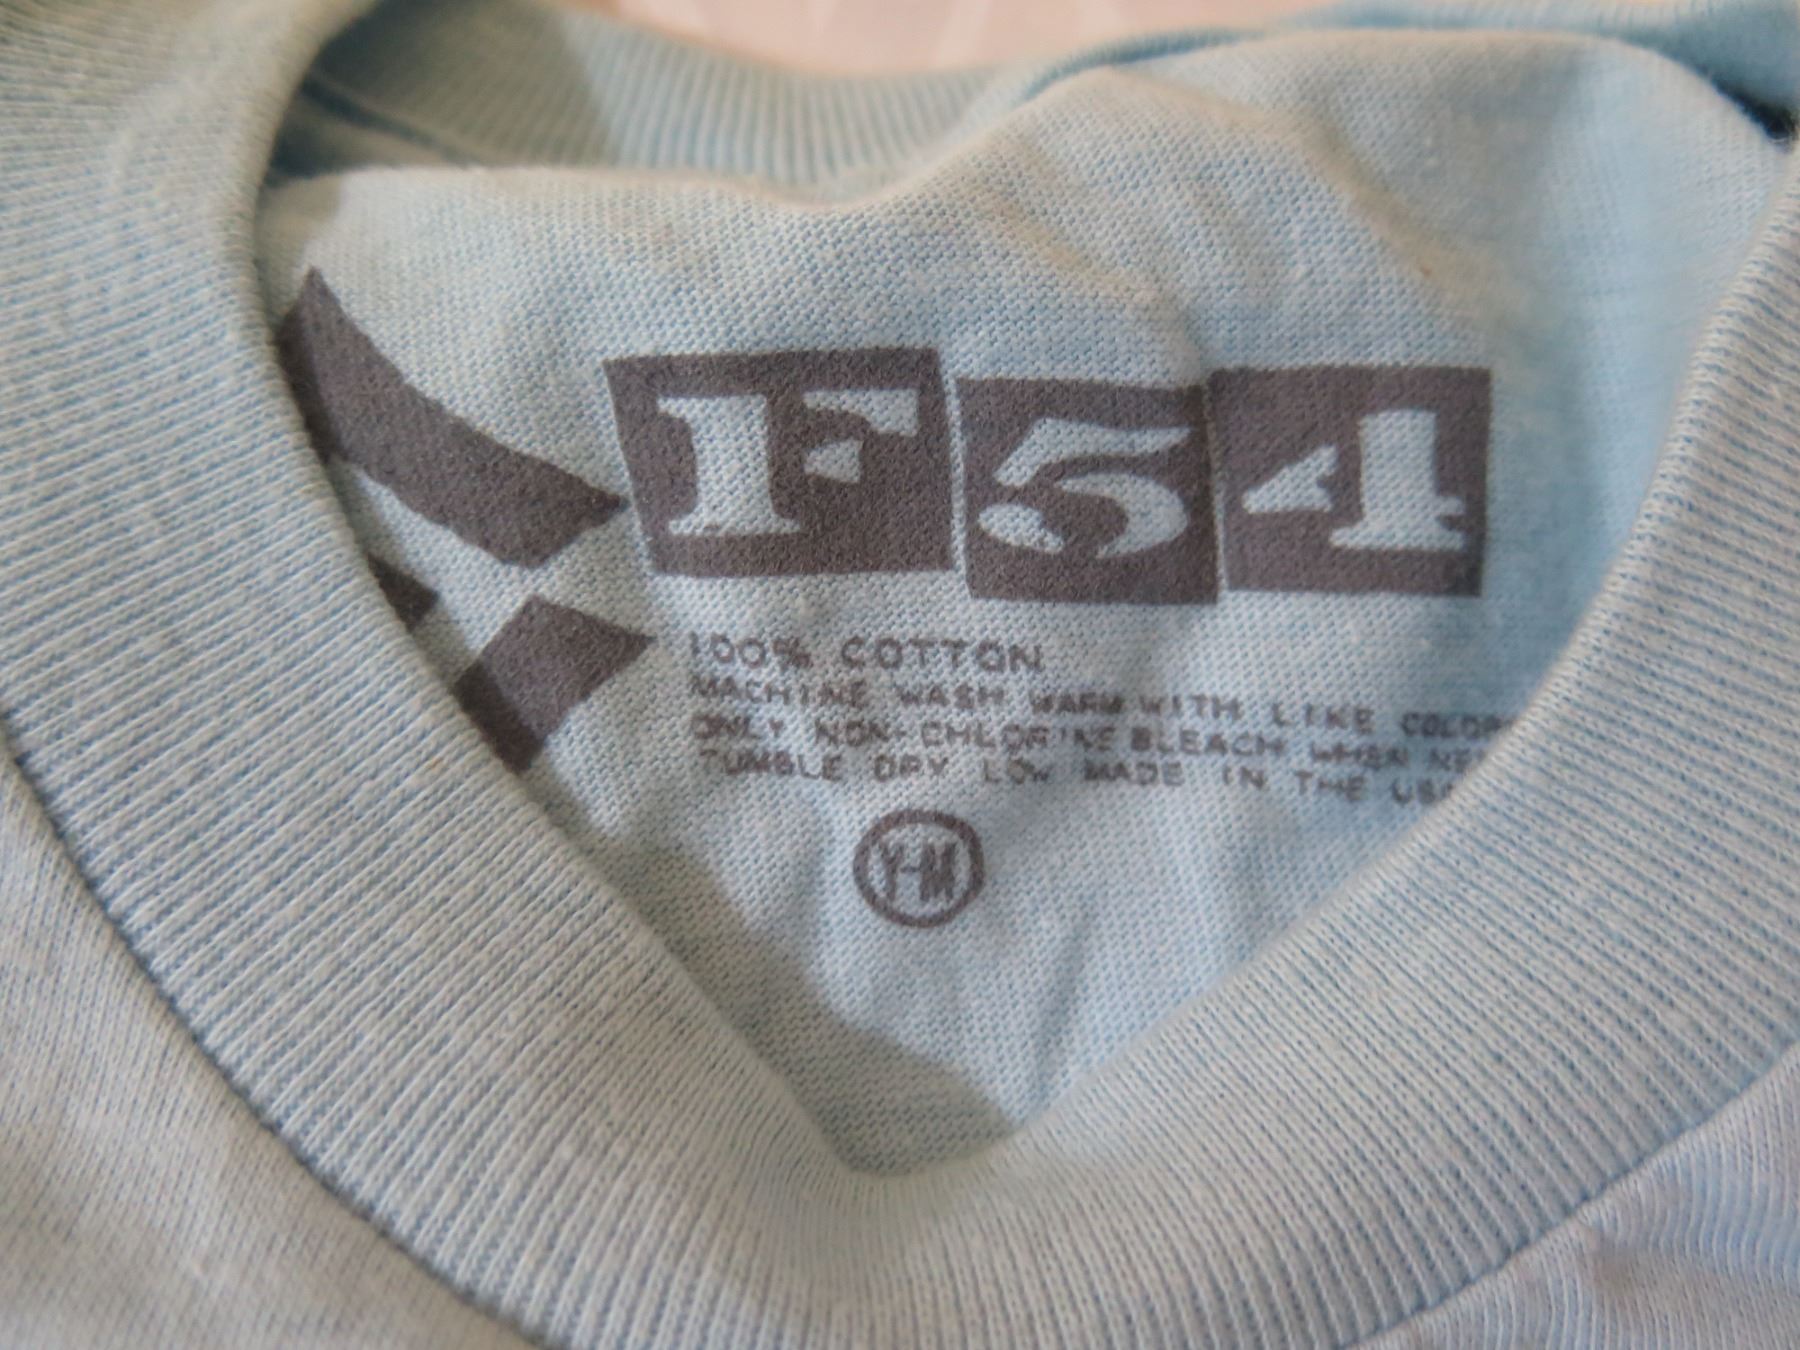 F54
100% COTTON
MACHINE WASH WARM WITH LIKE COLORS
ONLY NON-CHLORINE BLEACH WHEN
TUMBLE DRY LOW MADE IN THE USA
Y-M